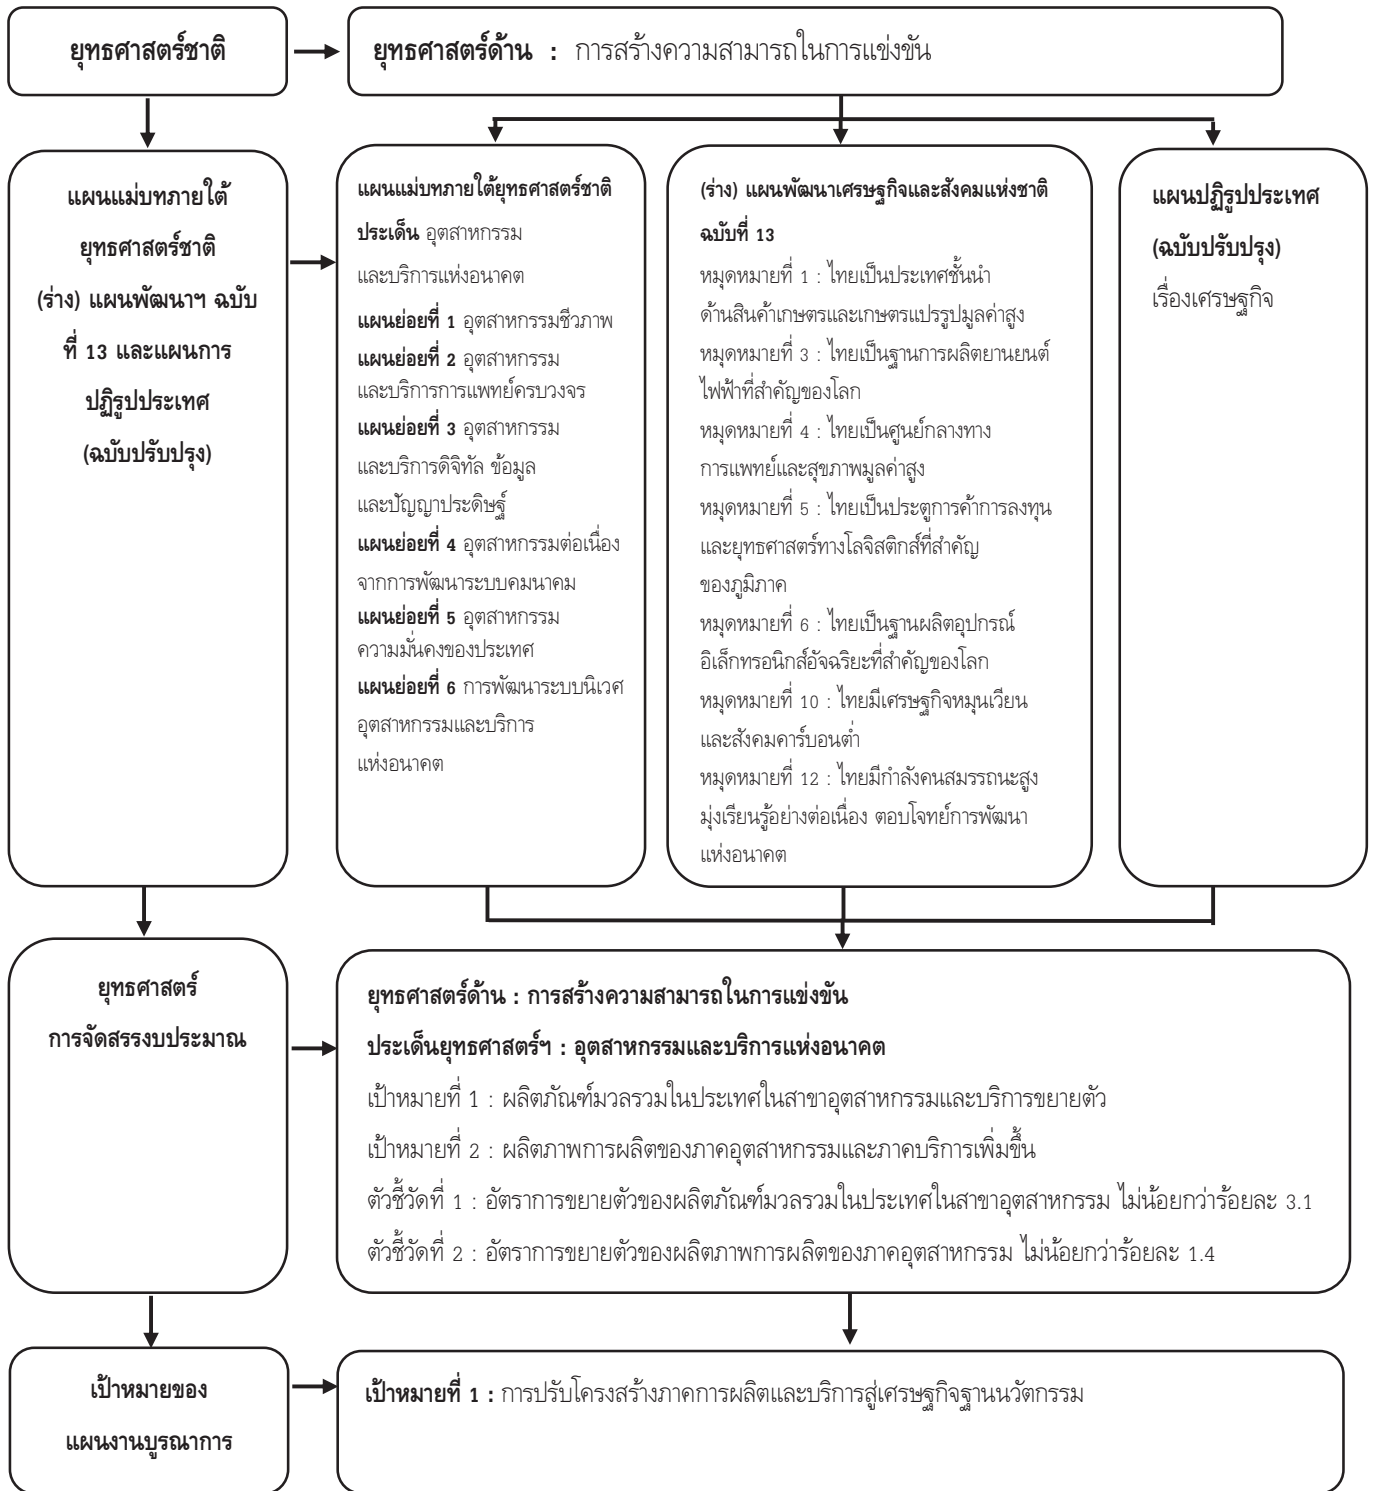 ยุทธศาสตร์ชาติ
ยุทธศาสตร์ด้าน : การสร้างความสามารถในการแข่งขัน
แผนแม่บทภายใต้
ยุทธศาสตร์ชาติ
(ร่าง) แผนพัฒนาฯ ฉบับ
ที่ 13 และแผนการ
ปฏิรูปประเทศ
(ฉบับปรับปรุง)
แผนแม่บทภายใต้ยุทธศาสตร์ชาติ
ประเด็น อุตสาหกรรม
และบริการแห่งอนาคต
แผนย่อยที่ 1 อุตสาหกรรมชีวภาพ
แผนย่อยที่ 2 อุตสาหกรรม
และบริการการแพทย์ครบวงจร
แผนย่อยที่ 3 อุตสาหกรรม
และบริการดิจิทัล ข้อมูล
และปัญญาประดิษฐ์
แผนย่อยที่ 4 อุตสาหกรรมต่อเนื่อง
จากการพัฒนาระบบคมนาคม
แผนย่อยที่ 5 อุตสาหกรรม
ความมั่นคงของประเทศ
แผนย่อยที่ 6 การพัฒนาระบบนิเวศ
อุตสาหกรรมและบริการ
แห่งอนาคต
(ร่าง) แผนพัฒนาเศรษฐกิจและสังคมแห่งชาติ
ฉบับที่ 13
หมุดหมายที่ 1 : ไทยเป็นประเทศชั้นนำ
ด้านสินค้าเกษตรและเกษตรแปรรูปมูลค่าสูง
หมุดหมายที่ 3 : ไทยเป็นฐานการผลิตยานยนต์
ไฟฟ้าที่สำคัญของโลก
หมุดหมายที่ 4 : ไทยเป็นศูนย์กลางทาง
การแพทย์และสุขภาพมูลค่าสูง
หมุดหมายที่ 5 : ไทยเป็นประตูการค้าการลงทุน
และยุทธศาสตร์ทางโลจิสติกส์ที่สำคัญ
ของภูมิภาค
หมุดหมายที่ 6 : ไทยเป็นฐานผลิตอุปกรณ์
อิเล็กทรอนิกส์อัจฉริยะที่สำคัญของโลก
หมุดหมายที่ 10 : ไทยมีเศรษฐกิจหมุนเวียน
และสังคมคาร์บอนต่ำ
หมุดหมายที่ 12 : ไทยมีกำลังคนสมรรถนะสูง
มุ่งเรียนรู้อย่างต่อเนื่อง ตอบโจทย์การพัฒนา
แห่งอนาคต
แผนปฏิรูปประเทศ
(ฉบับปรับปรุง)
เรื่องเศรษฐกิจ
ยุทธศาสตร์
การจัดสรรงบประมาณ
ยุทธศาสตร์ด้าน : การสร้างความสามารถในการแข่งขัน
ประเด็นยุทธศาสตร์ฯ : อุตสาหกรรมและบริการแห่งอนาคต
เป้าหมายที่ 1 : ผลิตภัณฑ์มวลรวมในประเทศในสาขาอุตสาหกรรมและบริการขยายตัว
เป้าหมายที่ 2 : ผลิตภาพการผลิตของภาคอุตสาหกรรมและภาคบริการเพิ่มขึ้น
ตัวชี้วัดที่ 1 : อัตราการขยายตัวของผลิตภัณฑ์มวลรวมในประเทศในสาขาอุตสาหกรรม ไม่น้อยกว่าร้อยละ 3.1
ตัวชี้วัดที่ 2 : อัตราการขยายตัวของผลิตภาพการผลิตของภาคอุตสาหกรรม ไม่น้อยกว่าร้อยละ 1.4
เป้าหมายของ
แผนงานบูรณาการ
เป้าหมายที่ 1 : การปรับโครงสร้างภาคการผลิตและบริการสู่เศรษฐกิจฐานนวัตกรรม